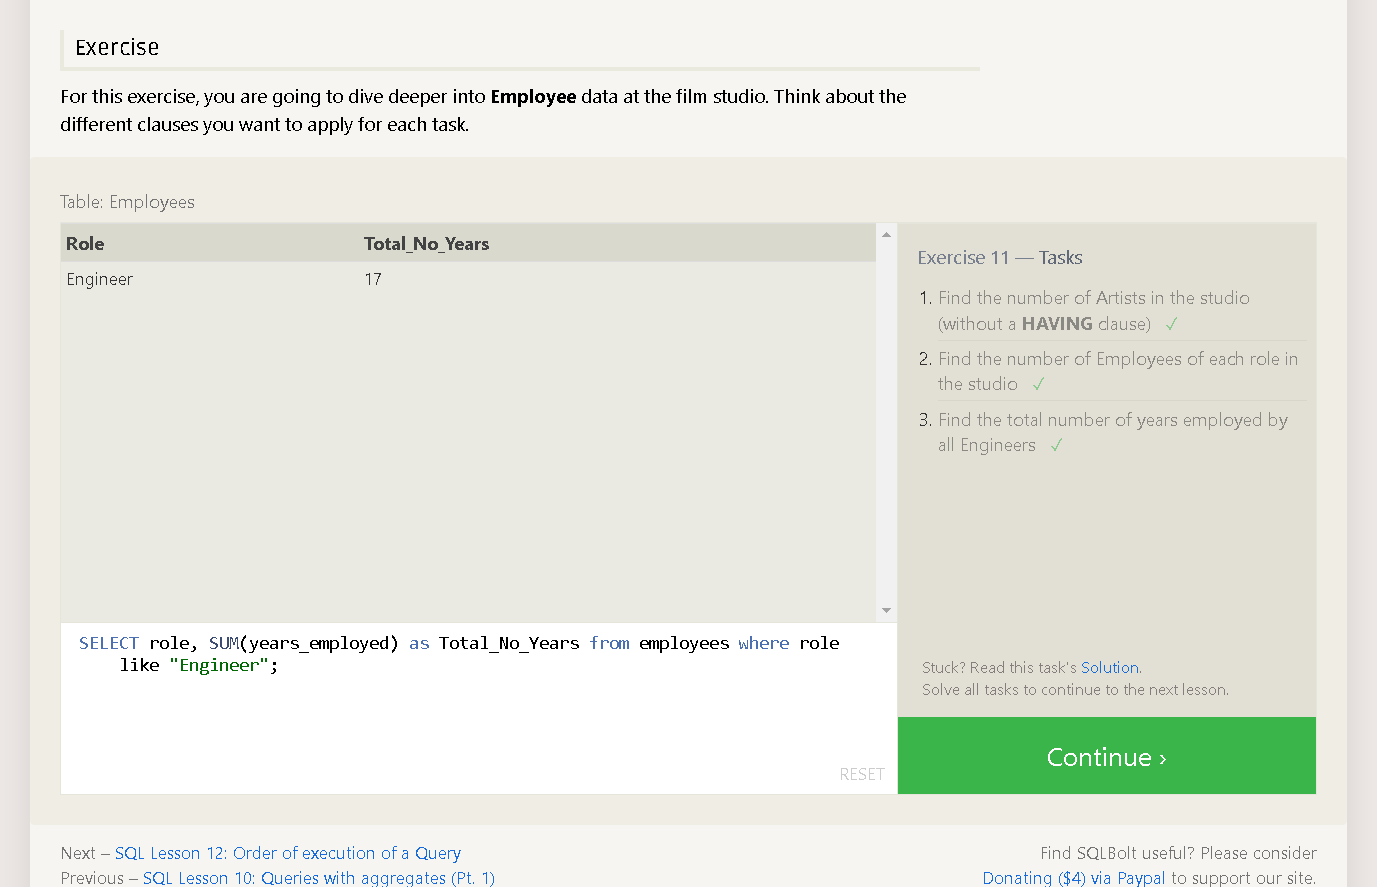 Exercise
For this exercise, you are going to dive deeper into Employee data at the film studio. Think about the
different clauses you want to apply for each task.
Table: Employees
Role Total_No_Years
Engineer 17
SELECT role, SUM(years_employed) as Total_No_Years from employees where role
like "Engineer";
RESET
Exercise 11 — Tasks
1. Find the number of Artists in the studio
(without a HAVING clause) ✓
2. Find the number of Employees of each role in
the studio ✓
3. Find the total number of years employed by
all Engineers ✓
Stuck? Read this task's Solution.
Solve all tasks to continue to the next lesson.
Continue ›
Next – SQL Lesson 12: Order of execution of a Query
Previous – SQL Lesson 10: Queries with aggregates (Pt. 1)
Find SQLBolt useful? Please consider
Donating ($4) via Paypal to support our site.